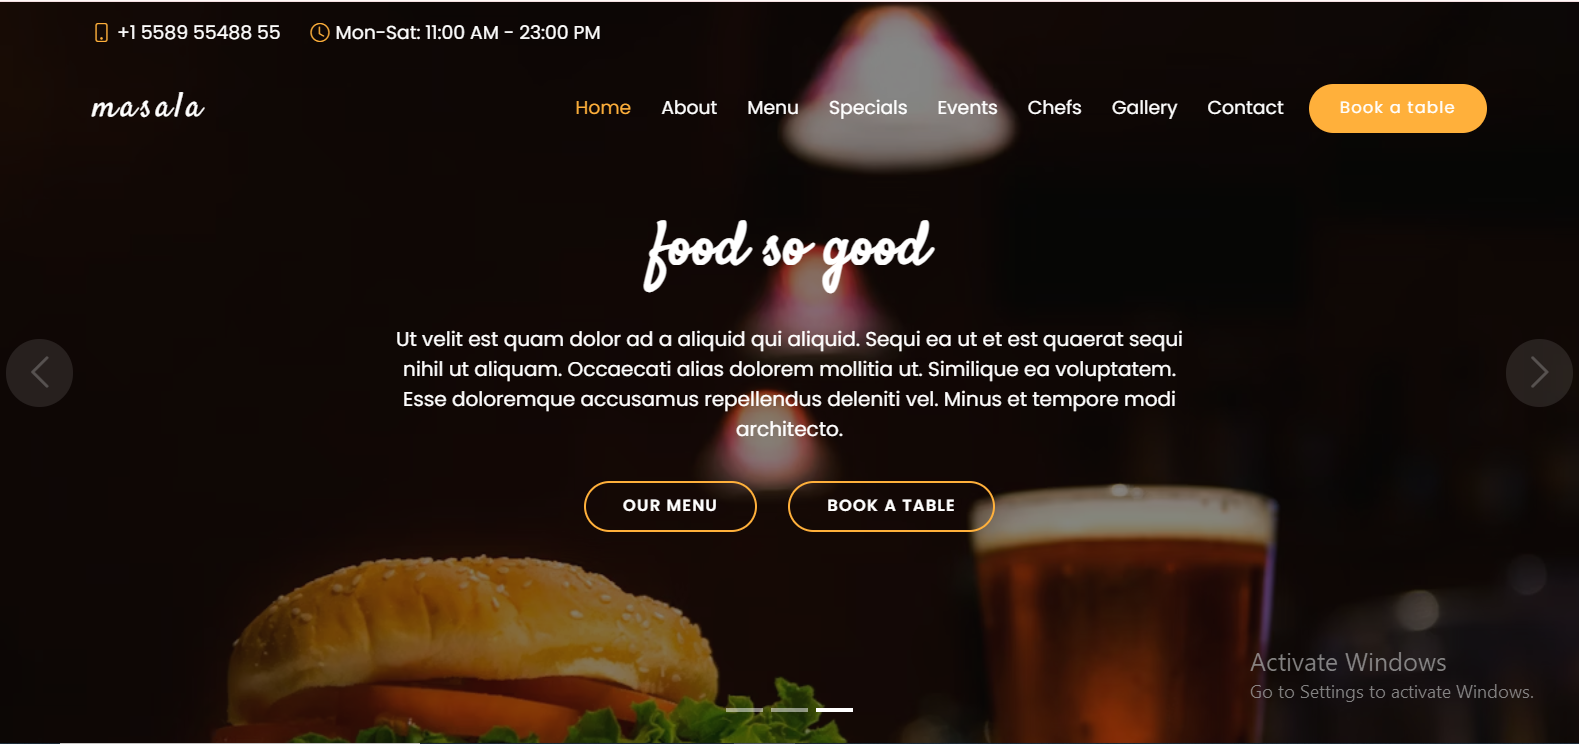 +1 5589 55488 55 Mon-Sat: 11:00 AM - 23:00 PM
masala Home About Menu Specials Events Chefs Gallery Contact Book a table
food so good
Ut velit est quam dolor ad a aliquid qui aliquid. Sequi ea ut et est quaerat sequi
nihil ut aliquam. Occaecati alias dolorem mollitia ut. Similique ea voluptatem.
Esse doloremque accusamus repellendus deleniti vel. Minus et tempore modi
architecto.
OUR MENU BOOK A TABLE
Activate Windows
Go to Settings to activate Windows.